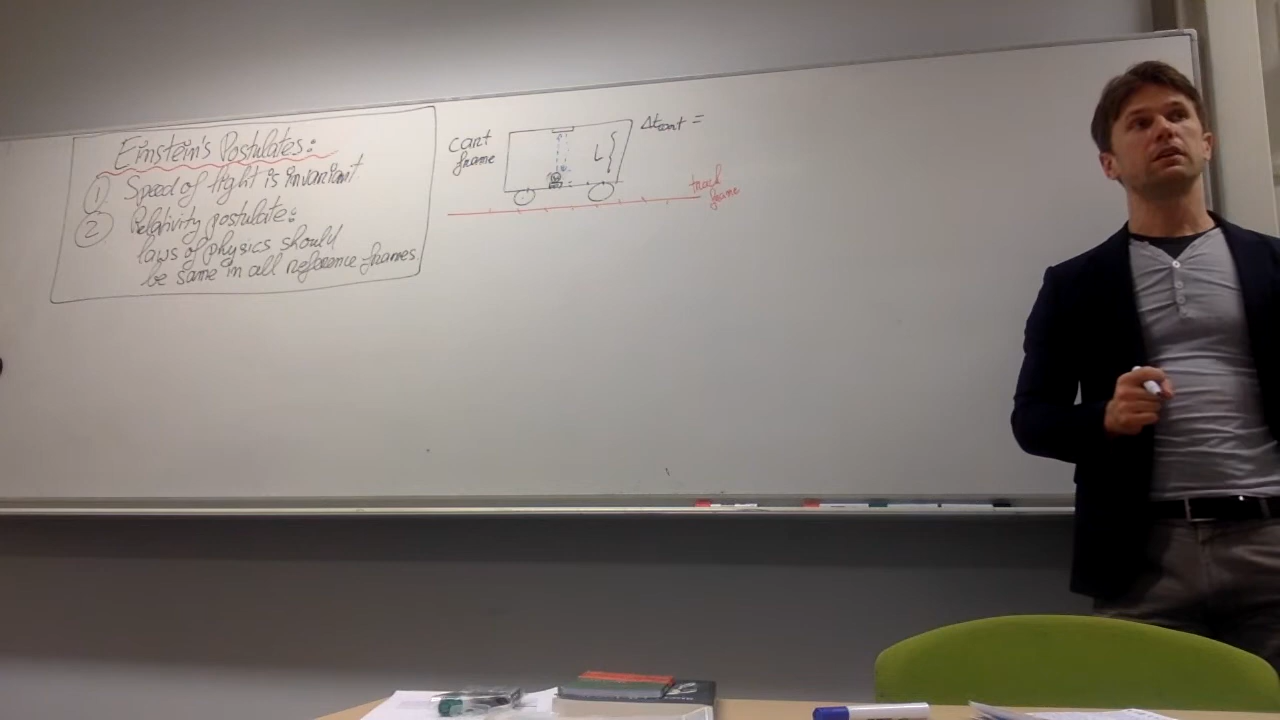 Einstein's Postulates:
1 Speed of light is invariant
2 Relativity postulate:
laws of physics should
be same in all reference frames.
cart
frame
L
Δtcart =
track
frame